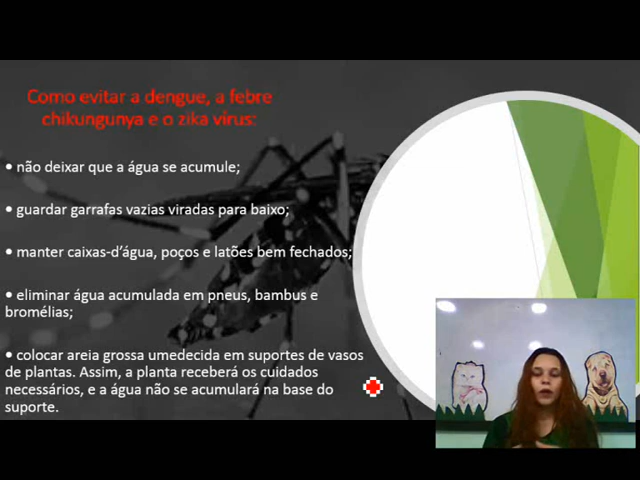 Como evitar a dengue, a febre
chikungunya e o zika vírus:
• não deixar que a água se acumule;
• guardar garrafas vazias viradas para baixo;
• manter caixas-d'água, poços e latões bem fechados;
• eliminar água acumulada em pneus, bambus e
bromélias;
• colocar areia grossa umedecida em suportes de vasos
de plantas. Assim, a planta receberá os cuidados
necessários, e a água não se acumulará na base do
suporte.